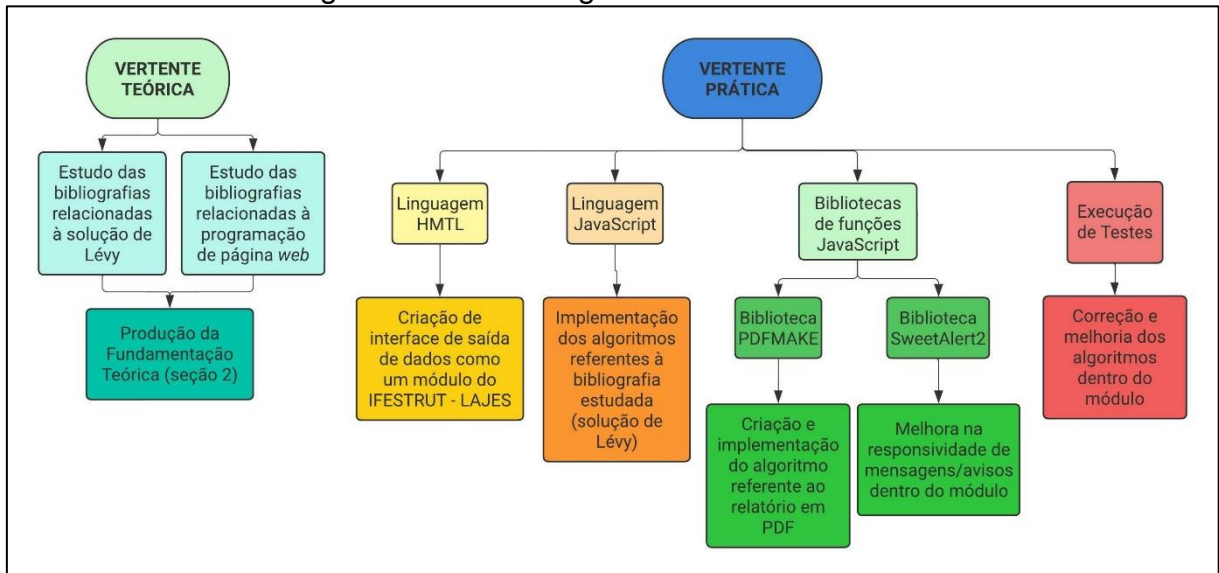 VERTENTE
TEÓRICA
Estudo das
bibliografias
relacionadas
à solução de
Lévy
Estudo das
bibliografias
relacionadas à
programação
de página web
Produção da
Fundamentação
Teórica (seção 2)
VERTENTE
PRÁTICA
Linguagem
HMTL
Linguagem
JavaScript
Bibliotecas
de funções
JavaScript
Execução
de Testes
Criação de
interface de saída
de dados como
um módulo do
IFESTRUT - LAJES
Implementação
dos algoritmos
referentes à
bibliografia
estudada
(solução de
Lévy)
Biblioteca
PDFMAKE
Biblioteca
SweetAlert2
Correção e
melhoria dos
algoritmos
dentro do
módulo
Criação e
implementação
do algoritmo
referente ao
relatório em
PDF
Melhora na
responsividade de
mensagens/avisos
dentro do módulo